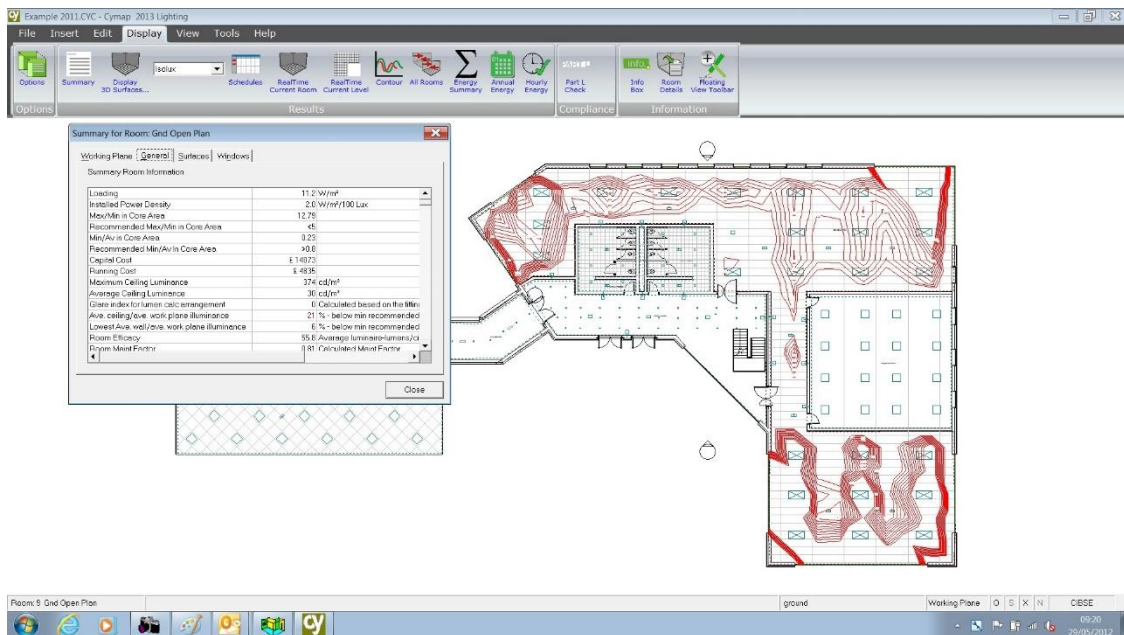 Example 2011.CYC - Cymap 2013 Lighting
File Insert Edit Display View Tools Help
Options
Summary
Display
3D Surfaces...
Isolux
Schedules
RealTime
Current Room
RealTime
Current Level
Contour
All Rooms
Energy
Summary
Annual
Energy
Hourly
Energy
PART L
Part L
Check
info.
Info
Box
Room
Details
Floating
View Toolbar
Options
Results
Compliance
Information
Summary for Room: Gnd Open Plan
Working Plane General Surfaces Windows
Summary Room Information
Loading 11.2 W/m²
Installed Power Density 2.0 W/m²/100 Lux
Max/Min in Core Area 12.79
Recommended Max/Min in Core Area <5
Min/Av in Core Area 0.23
Recommended Min/Av In Core Area >0.8
Capital Cost £ 14073
Running Cost £ 4835
Maximum Ceiling Luminance 374 cd/m²
Average Ceiling Luminance 30 cd/m²
Glare index for lumen calc arrangement 0 Calculated based on the fittin
Ave. ceiling/ave. work plane illuminance 21 % - below min recommended
Lowest Ave. wall/ave. work plane illuminance 6 % - below min recommended
Room Efficacy 55.8 Average luminaire-lumens/ci
Room Maint Factor 0.81 Calculated Maint Factor
Close
Room: 9 Gnd Open Plan
ground
Working Plane O S X N CIBSE
09:20
29/05/2012